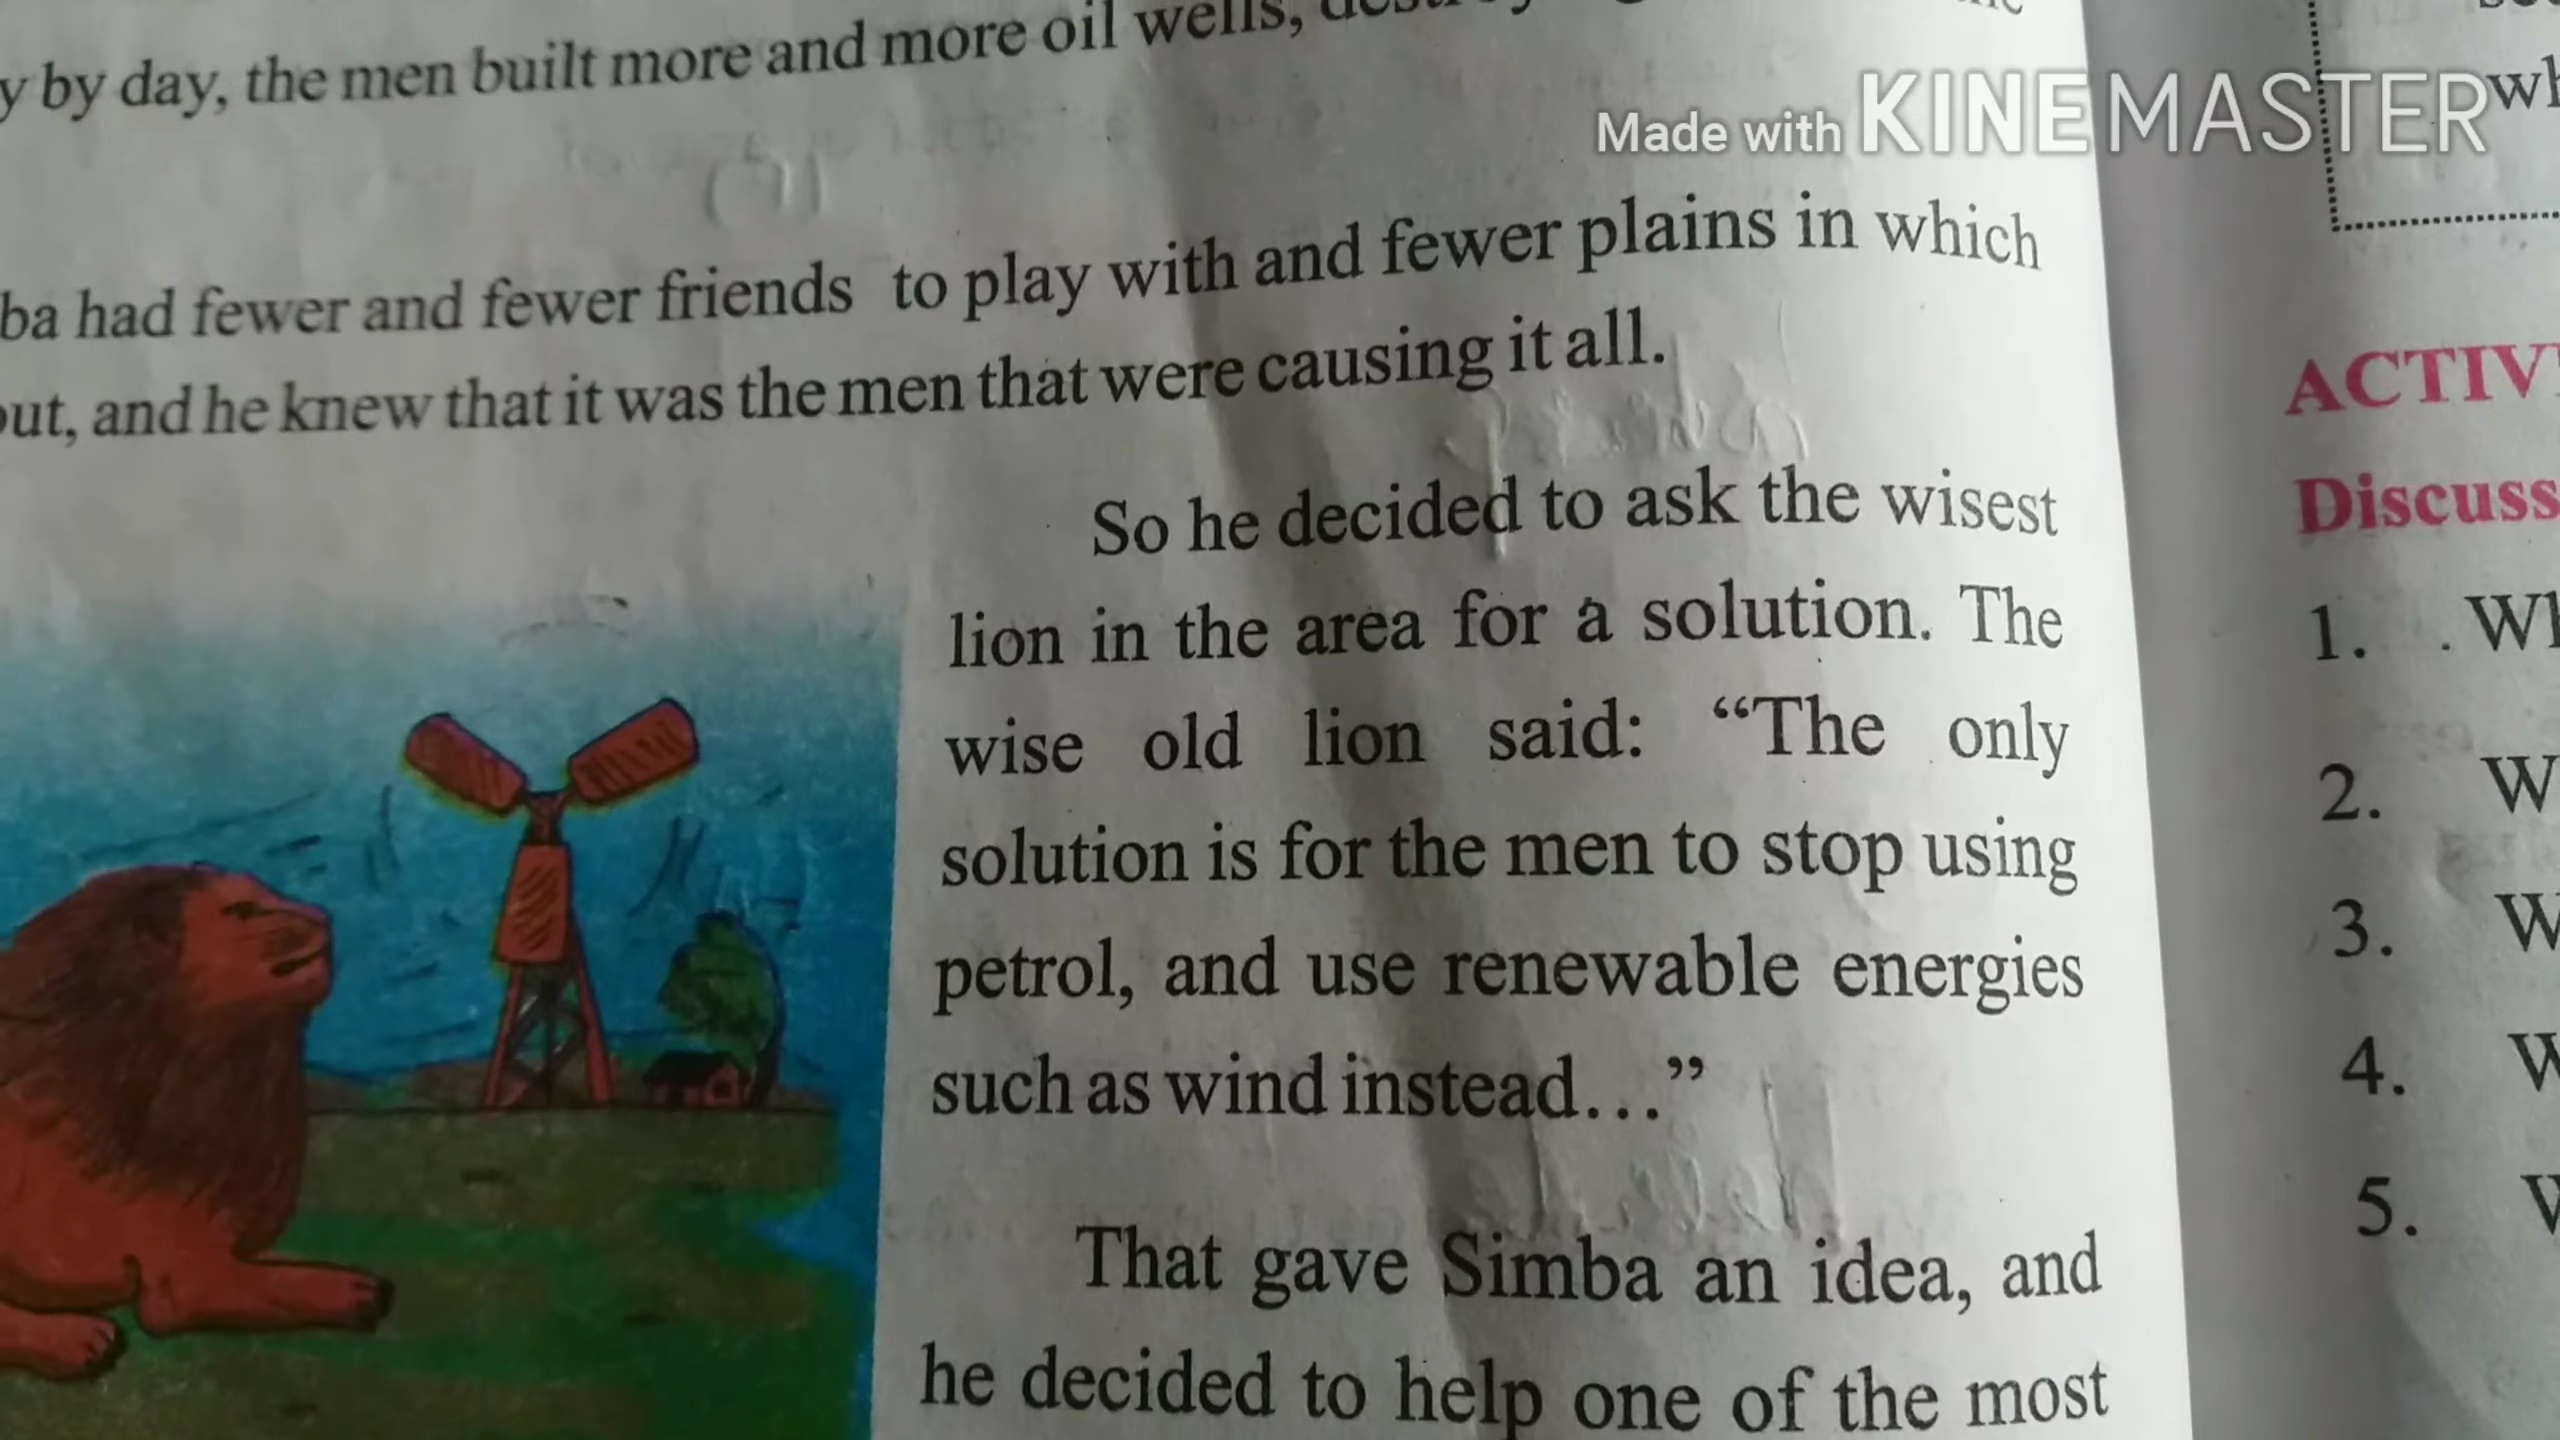 y by day, the men built more and more oil wells,
Made with KINEMASTER
ba had fewer and fewer friends to play with and fewer plains in which
out, and he knew that it was the men that were causing it all.
So he decided to ask the wisest
lion in the area for a solution. The
wise old lion said: “The only
solution is for the men to stop using
petrol, and use renewable energies
such as wind instead...”
That gave Simba an idea, and
he decided to help one of the most
ACTIV
Discuss
1.
2.
3.
4.
5.